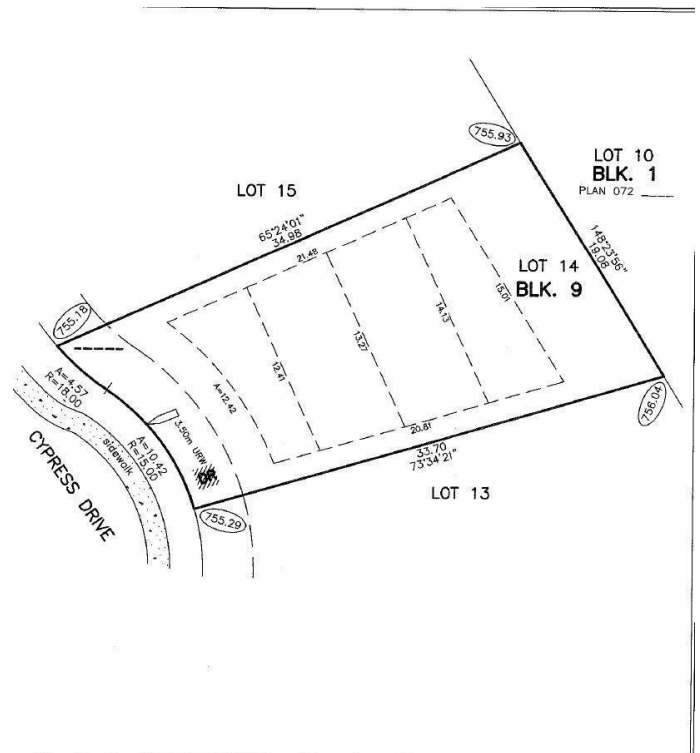 755.93
LOT 10
BLK. 1
PLAN 072
LOT 15
65°24'01"
34.98
148°23'56"
19.08
21.48
LOT 14
BLK. 9
15.01
755.18
14.13
13.27
12.41
A=12.42
A=4.57
R=18.00
756.04
3.50m URW
20.81
A=10.42
R=15.00
33.70
73°34'21"
sidewalk
CYPRESS DRIVE
DR
LOT 13
755.29